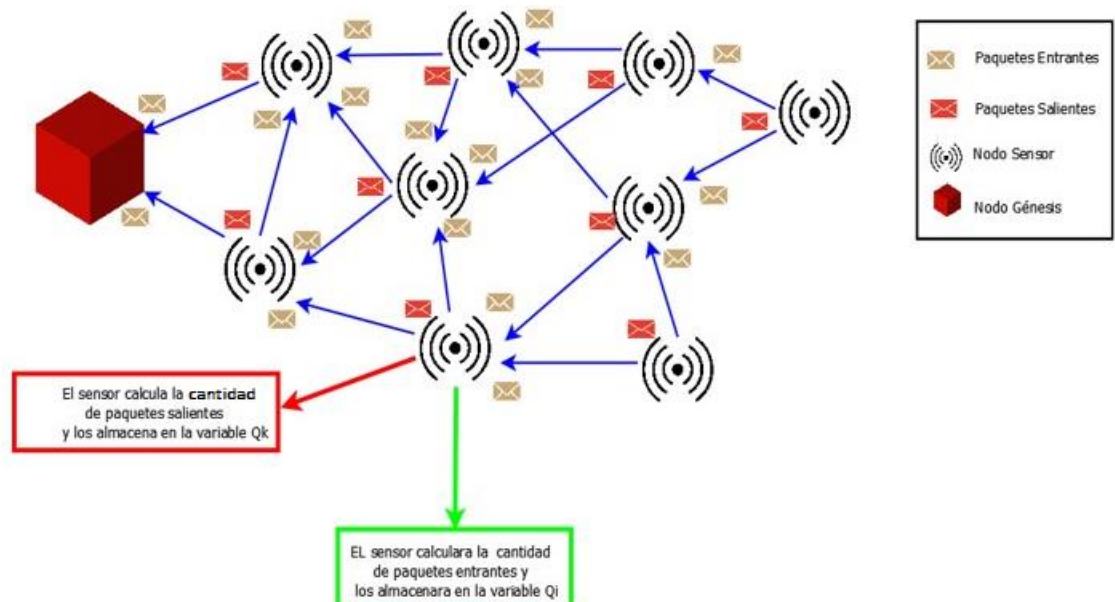 Paquetes Entrantes
Paquetes Salientes
Nodo Sensor
Nodo Génesis
El sensor calcula la cantidad
de paquetes salientes
y los almacena en la variable Qk
EL sensor calculara la cantidad
de paquetes entrantes y
los almacenara en la variable Qi